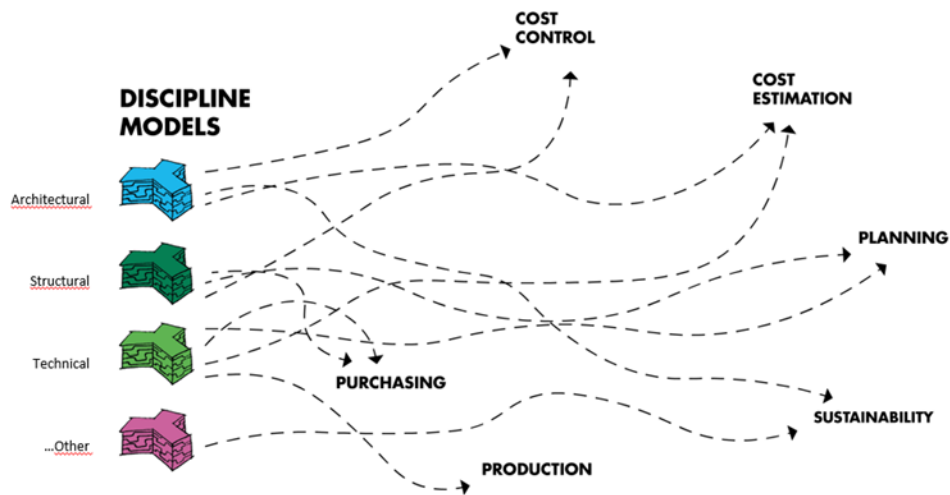 COST
CONTROL
COST
ESTIMATION
DISCIPLINE
MODELS
Architectural
PLANNING
Structural
Technical
PURCHASING
SUSTAINABILITY
...Other
PRODUCTION